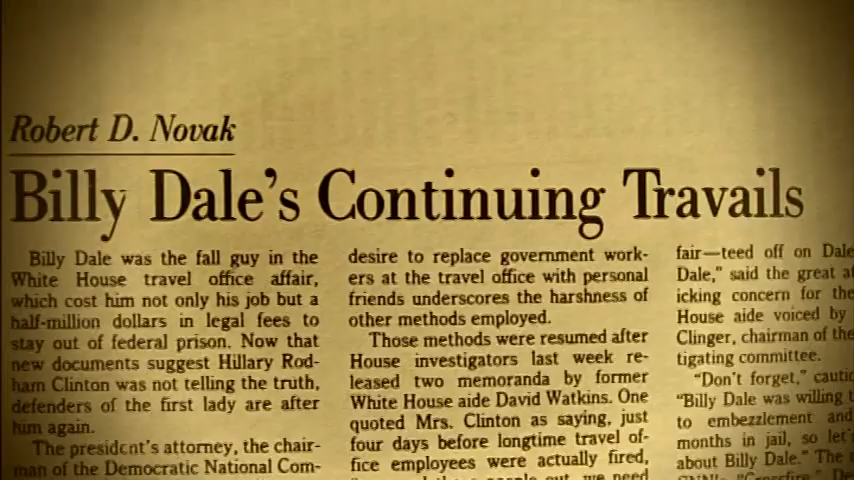 Robert D. Novak
Billy Dale's Continuing Travails
Billy Dale was the fall guy in the
White House travel office affair,
which cost him not only his job but a
half-million dollars in legal fees to
stay out of federal prison. Now that
new documents suggest Hillary Rod-
ham Clinton was not telling the truth,
defenders of the first lady are after
him again.
The president's attorney, the chair-
man of the Democratic National Com-
desire to replace government work-
ers at the travel office with personal
friends underscores the harshness of
other methods employed.
Those methods were resumed after
House investigators last week re-
leased two memoranda by former
White House aide David Watkins. One
quoted Mrs. Clinton as saying, just
four days before longtime travel of-
fice employees were actually fired,
people out, we need
fair—teed off on Dale
Dale," said the great
icking concern for the
House aide voiced by
Clinger, chairman of the
tigating committee.
"Don't forget,"
"Billy Dale was willing
to embezzlement and
months in jail, so
about Billy Dale." The